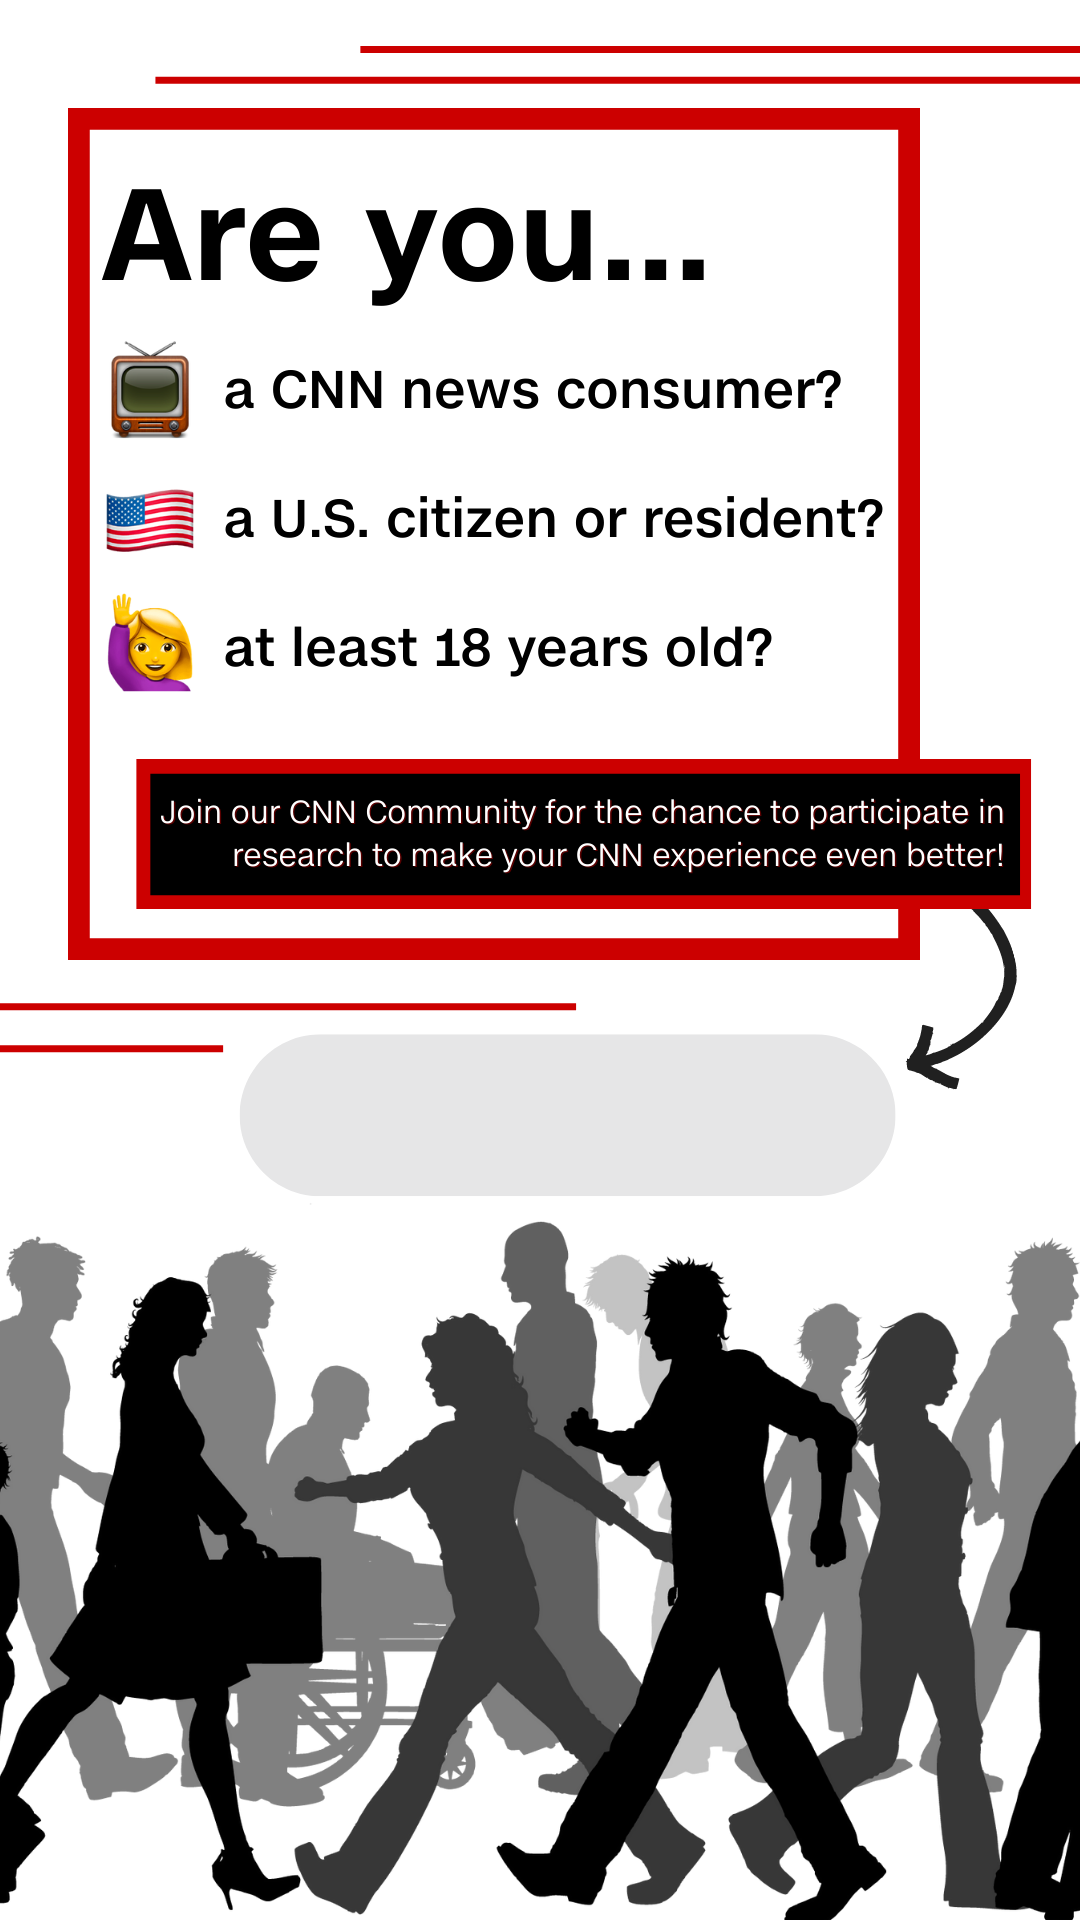 Are you...
a CNN news consumer?
a U.S. citizen or resident?
at least 18 years old?
Join our CNN Community for the chance to participate in
research to make your CNN experience even better!